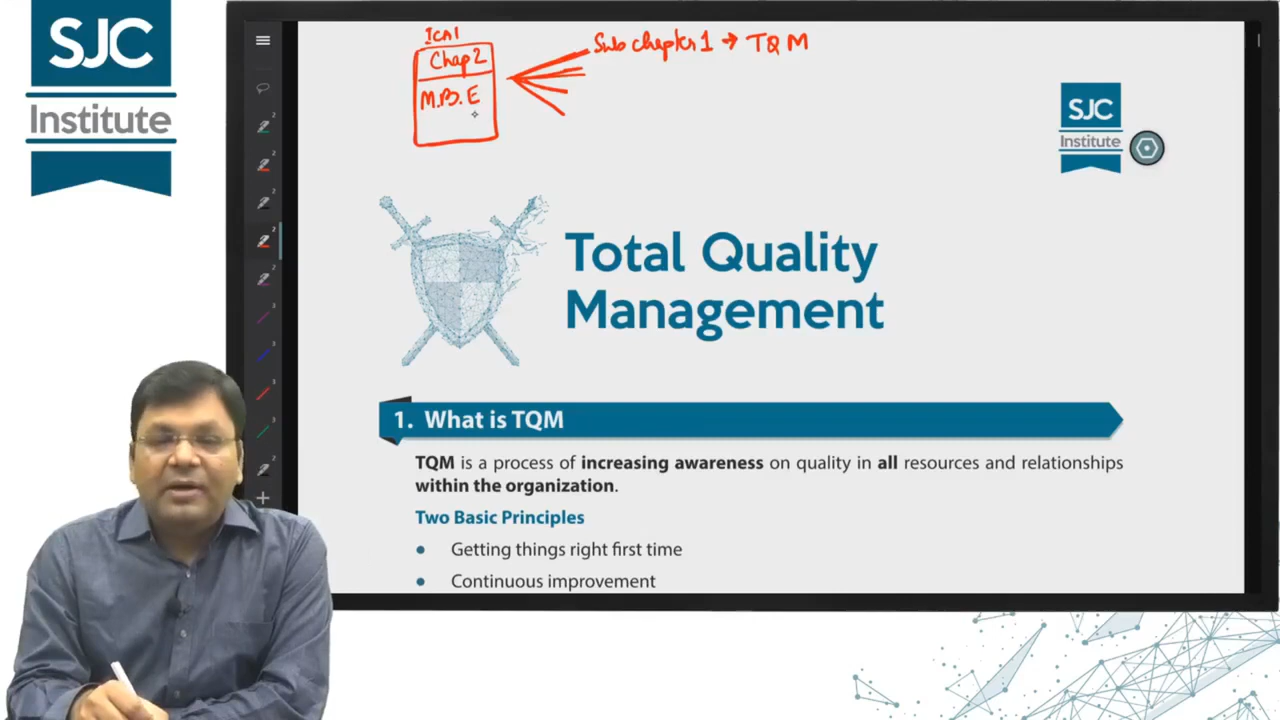 SJC
Institute
ICAI
Chap 2
M.B.E
Sub chapter 1 → TQM
SJC
Institute
Total Quality
Management
1. What is TQM
TQM is a process of increasing awareness on quality in all resources and relationships
within the organization.
Two Basic Principles
● Getting things right first time
● Continuous improvement